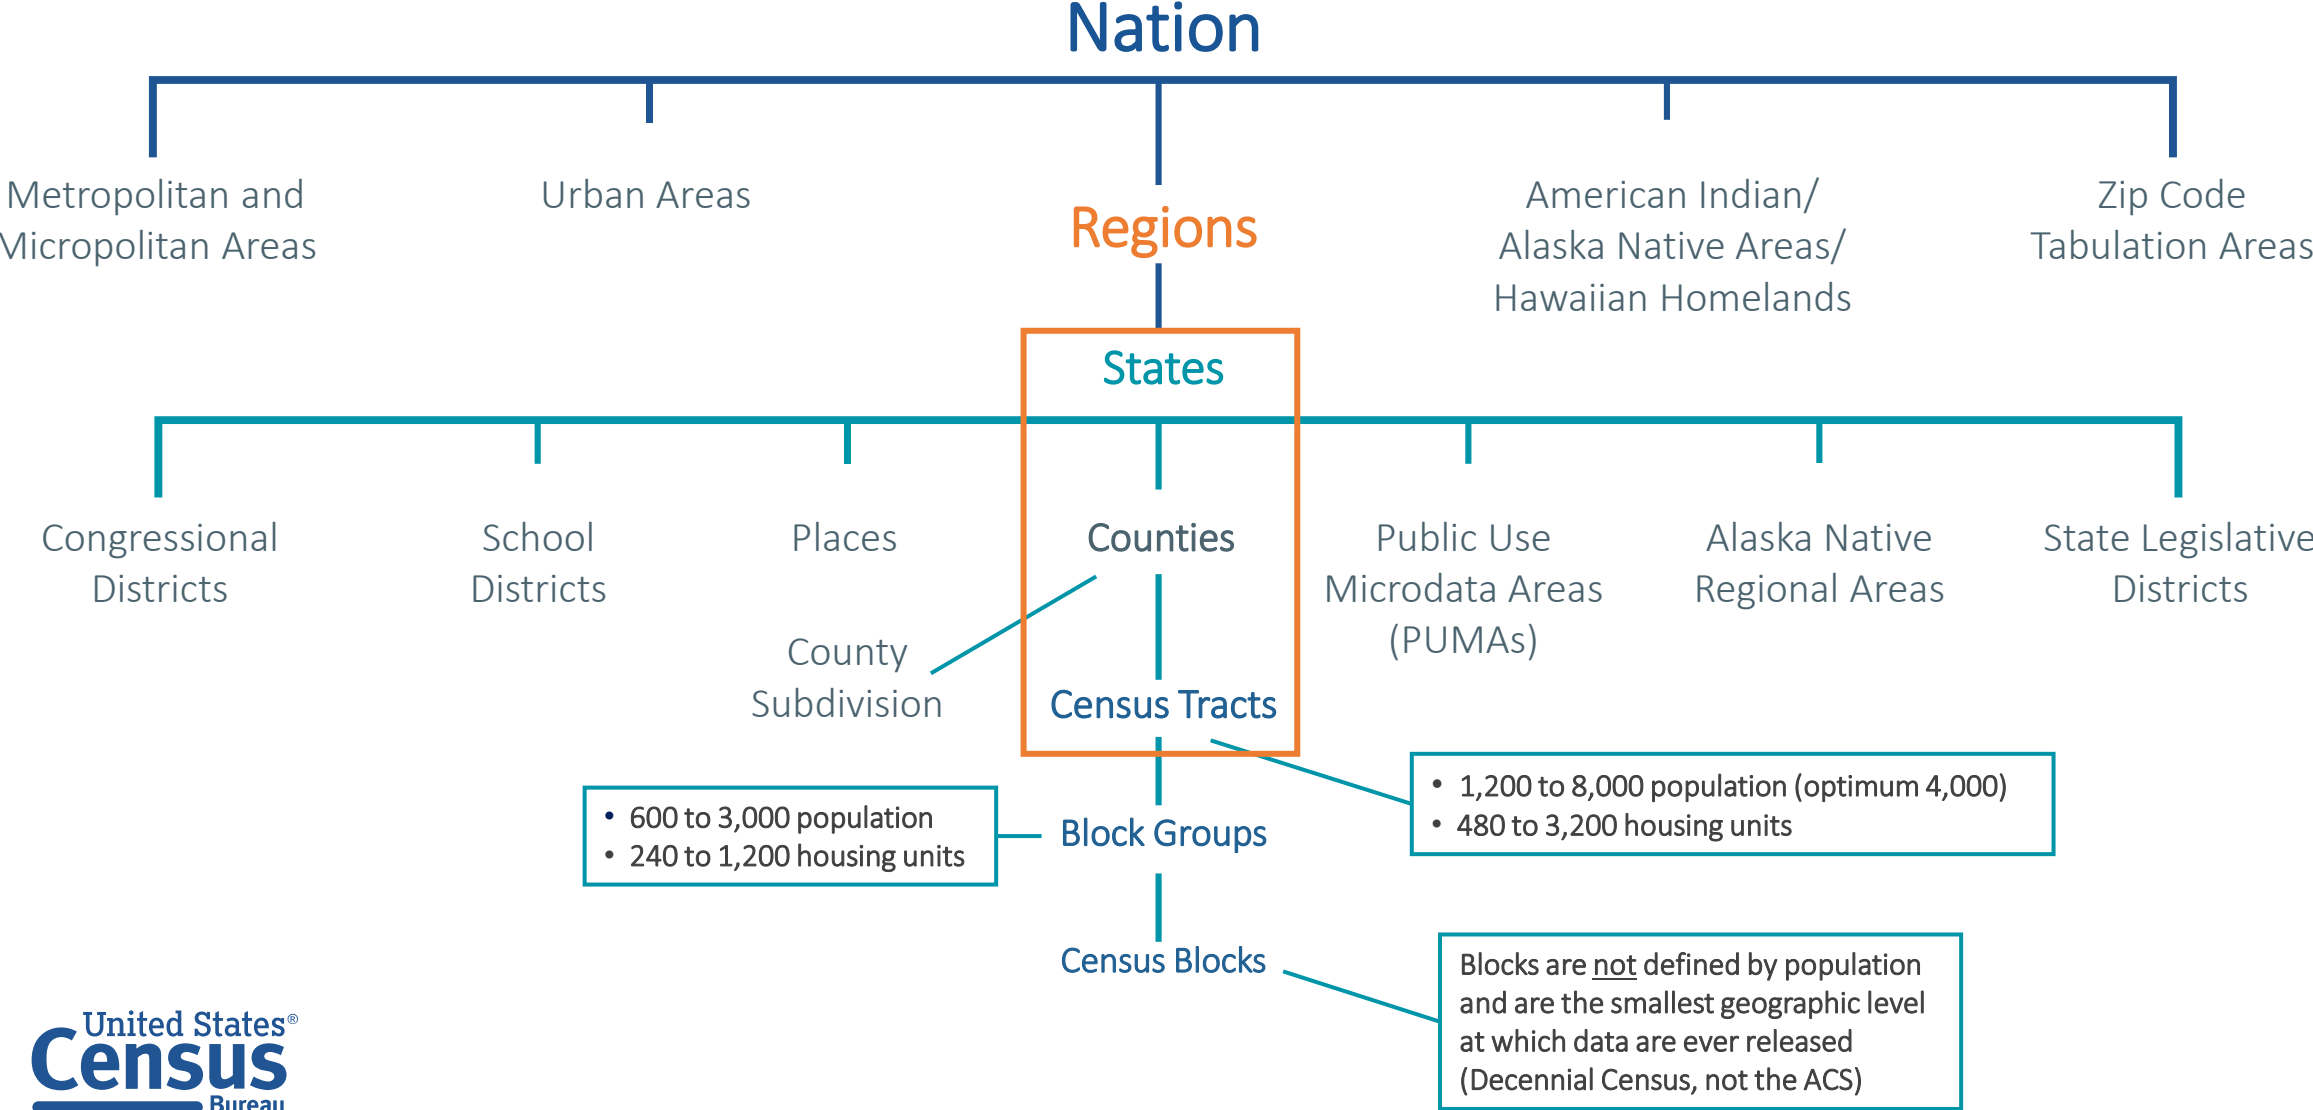 Nation
Metropolitan and
Micropolitan Areas
Urban Areas
Regions
American Indian/
Alaska Native Areas/
Hawaiian Homelands
Zip Code
Tabulation Areas
States
Congressional
Districts
School
Districts
Places
Counties
Public Use
Microdata Areas
(PUMAs)
Alaska Native
Regional Areas
State Legislative
Districts
County
Subdivision
Census Tracts
• 1,200 to 8,000 population (optimum 4,000)
• 480 to 3,200 housing units
• 600 to 3,000 population
• 240 to 1,200 housing units
Block Groups
Census Blocks
Blocks are not defined by population
and are the smallest geographic level
at which data are ever released
(Decennial Census, not the ACS)
United States®
Census
Bureau